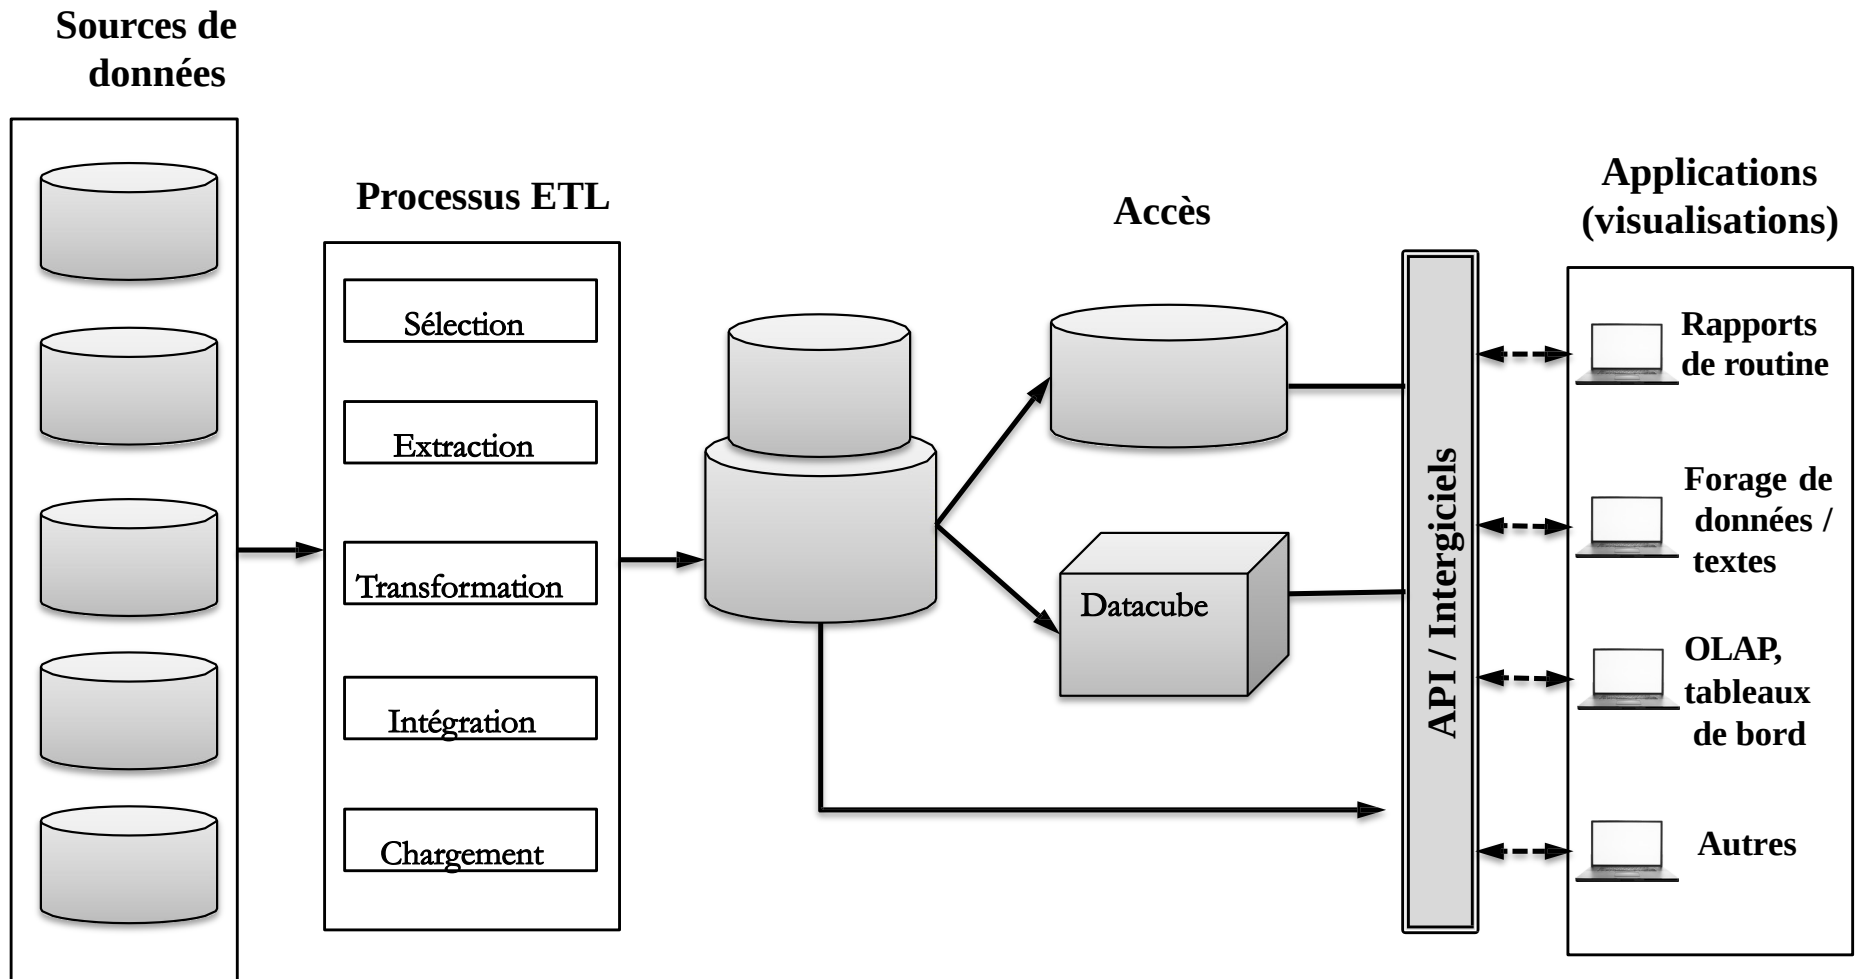 Sources de
données
Processus ETL
Sélection
Extraction
Transformation
Intégration
Chargement
Accès
Datacube
API / Intergiciels
Applications
(visualisations)
Rapports
de routine
Forage de
données /
textes
OLAP,
tableaux
de bord
Autres